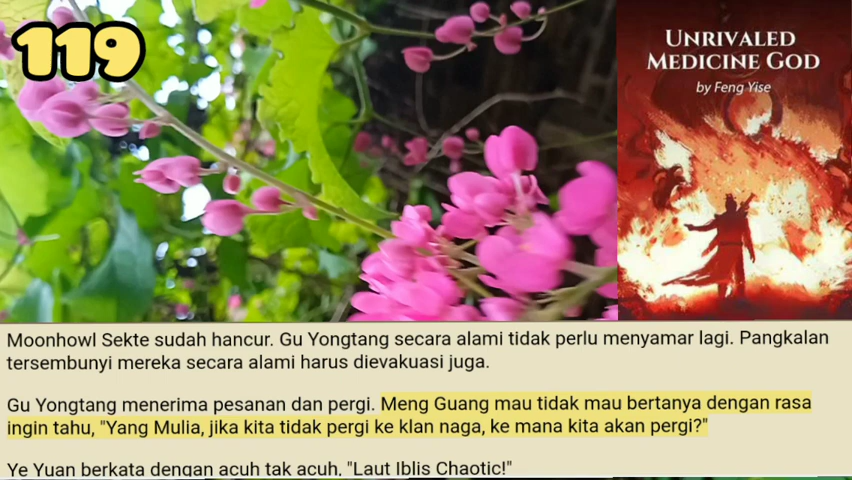 119
UNRIVALED
MEDICINE GOD
by Feng Yise
Moonhowl Sekte sudah hancur. Gu Yongtang secara alami tidak perlu menyamar lagi. Pangkalan
tersembunyi mereka secara alami harus dievakuasi juga.
Gu Yongtang menerima pesanan dan pergi. Meng Guang mau tidak mau bertanya dengan rasa
ingin tahu, "Yang Mulia, jika kita tidak pergi ke klan naga, ke mana kita akan pergi?"
Ye Yuan berkata dengan acuh tak acuh, "Laut Iblis Chaotic!"